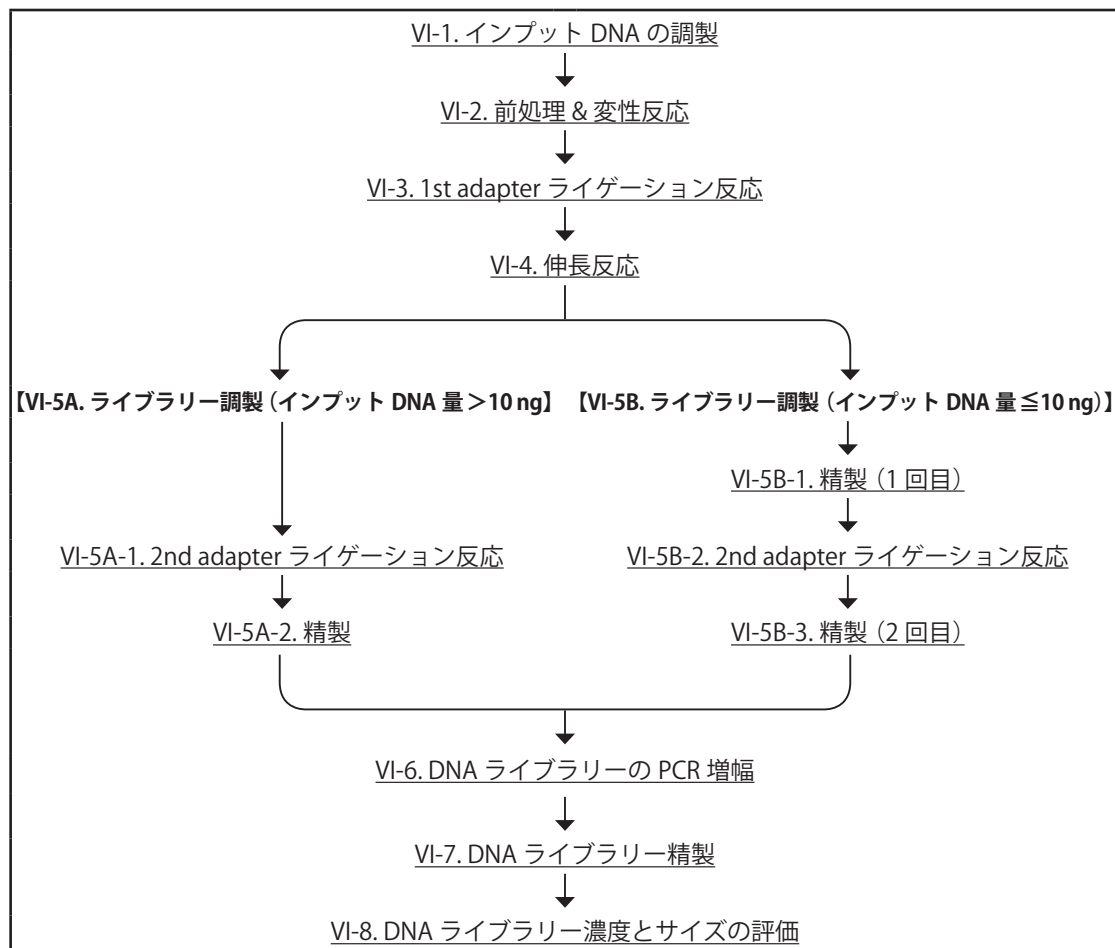 VI-1. インプット DNA の調製
VI-2. 前処理 & 変性反応
VI-3. 1st adapter ライゲーション反応
VI-4. 伸長反応
【VI-5A. ライブラリー調製（インプット DNA 量＞10 ng】
【VI-5B. ライブラリー調製（インプット DNA 量≦10 ng）】
VI-5B-1. 精製（1 回目）
VI-5A-1. 2nd adapter ライゲーション反応
VI-5B-2. 2nd adapter ライゲーション反応
VI-5A-2. 精製
VI-5B-3. 精製（2 回目）
VI-6. DNA ライブラリーの PCR 増幅
VI-7. DNA ライブラリー精製
VI-8. DNA ライブラリー濃度とサイズの評価